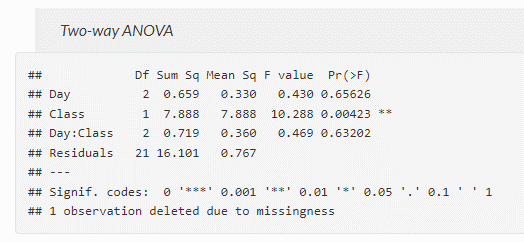 Two-way ANOVA
##             Df Sum Sq Mean Sq F value  Pr(>F)
## Day          2  0.659   0.330   0.430 0.65626
## Class        1  7.888   7.888  10.288 0.00423 **
## Day:Class    2  0.719   0.360   0.469 0.63202
## Residuals   21 16.101   0.767
## ---
## Signif. codes:  0 '***' 0.001 '**' 0.01 '*' 0.05 '.' 0.1 ' ' 1
## 1 observation deleted due to missingness